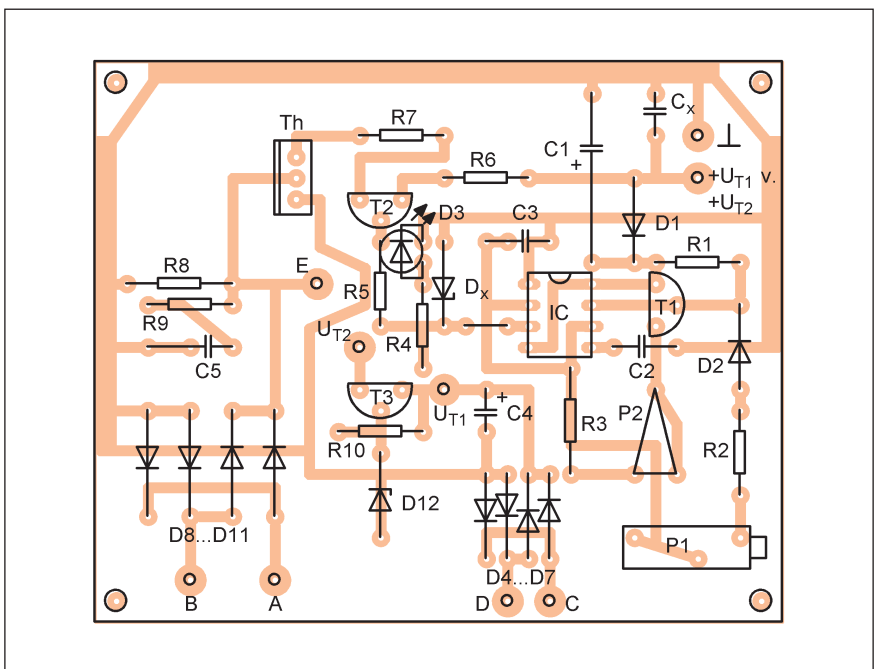 Cx
R7
Th
C1
+
R6
+UT1 v.
+UT2
T2
D3
C3
D1
R8
E
R1
R5
Dx
IC
T1
R9
UT2
R4
C5
C2
D2
T3
UT1
+
C4
P2
R3
R10
R2
D12
D8...D11
P1
D4...D7
B
A
D
C